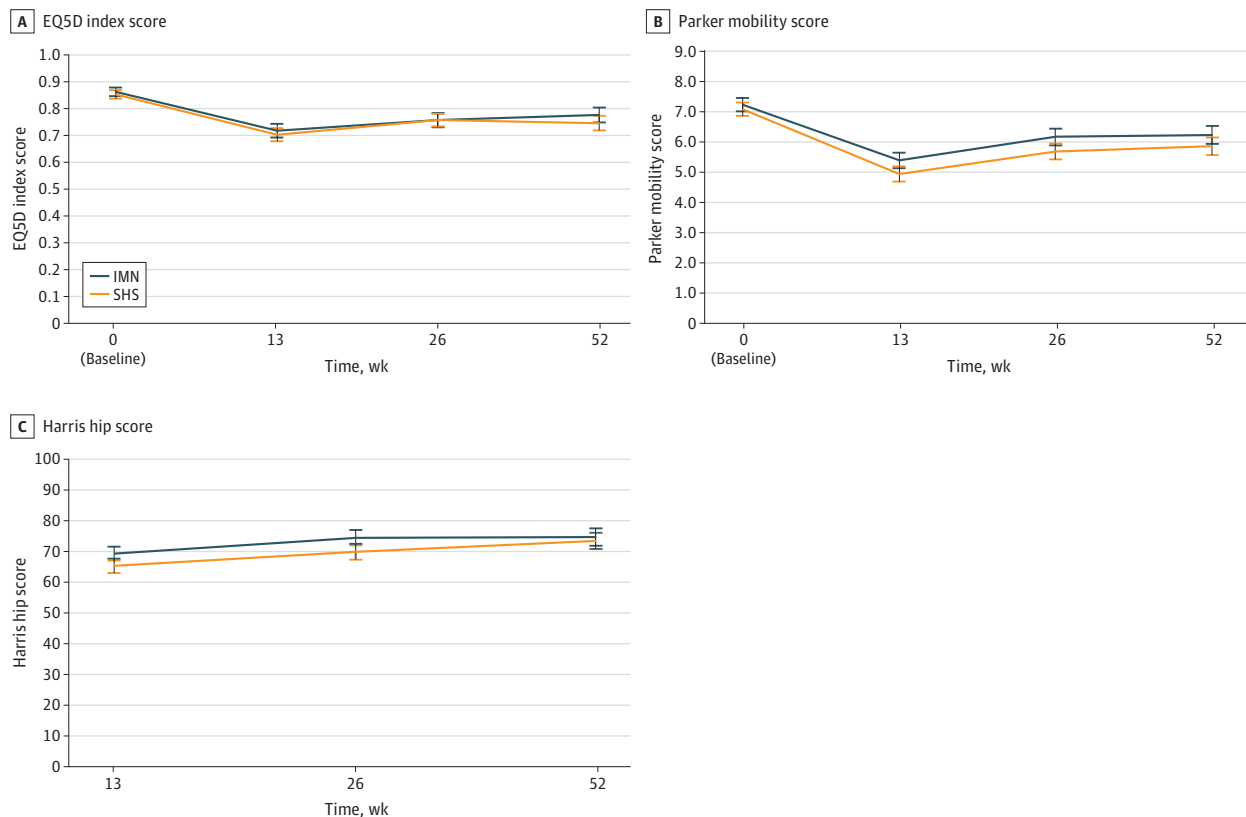 A EQ5D index score
1.0
0.9
0.8
0.7
0.6
0.5
0.4
0.3
0.2
0.1
0
EQ5D index score
IMN
SHS
0 13 26 52
(Baseline)
Time, wk
B Parker mobility score
9.0
8.0
7.0
6.0
5.0
4.0
3.0
2.0
1.0
0
Parker mobility score
0 13 26 52
(Baseline)
Time, wk
C Harris hip score
100
90
80
70
60
50
40
30
20
10
0
Harris hip score
13 26 52
Time, wk